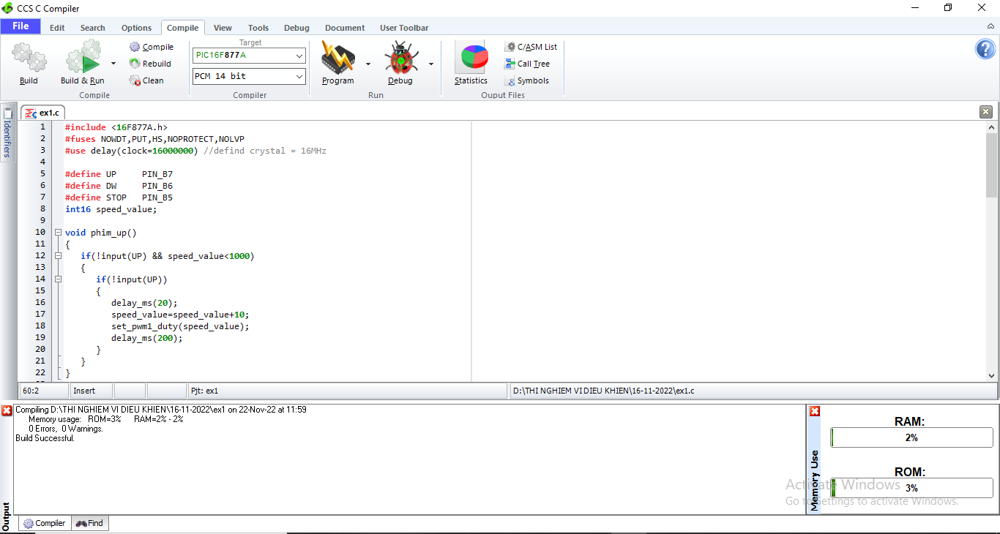 CCS C Compiler
File Edit Search Options Compile View Tools Debug Document User Toolbar
Build
Build & Run
Compile
Rebuild
Clean
Compile
Target
PIC16F877A
PCM 14 bit
Compiler
Program
Debug
Run
Statistics
C/ASM List
Call Tree
Symbols
Ouput Files
Identifiers
ex1.c
1 #include <16F877A.h>
2 #fuses NOWDT,PUT,HS,NOPROTECT,NOLVP
3 #use delay(clock=16000000) //defind crystal = 16MHz
4
5 #define UP PIN_B7
6 #define DW PIN_B6
7 #define STOP PIN_B5
8 int16 speed_value;
9
10 void phim_up()
11 {
12 if(!input(UP) && speed_value<1000)
13 {
14 if(!input(UP))
15 {
16 delay_ms(20);
17 speed_value=speed_value+10;
18 set_pwm1_duty(speed_value);
19 delay_ms(200);
20 }
21 }
22 }
60:2 Insert Pjt: ex1 D:\THI NGHIEM VI DIEU KHIEN\16-11-2022\ex1.c
Compiling D:\THI NGHIEM VI DIEU KHIEN\16-11-2022\ex1 on 22-Nov-22 at 11:59
Memory usage: ROM=3% RAM=2% - 2%
0 Errors, 0 Warnings.
Build Successful.
Output
Compiler Find
Memory Use
RAM:
2%
ROM:
3%
Activate Windows
Go to Settings to activate Windows.